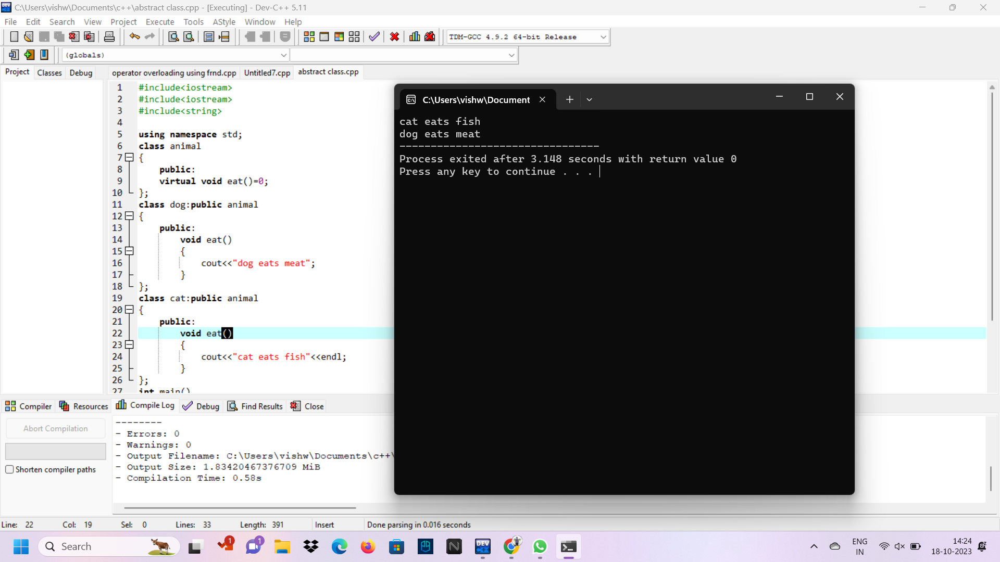 C:\Users\vishw\Documents\c++\abstract class.cpp - [Executing] - Dev-C++ 5.11
File Edit Search View Project Execute Tools AStyle Window Help
TDM-GCC 4.9.2 64-bit Release
(globals)
Project Classes Debug
operator overloading using frnd.cpp Untitled7.cpp abstract class.cpp
1 #include<iostream>
2 #include<iostream>
3 #include<string>
4
5 using namespace std;
6 class animal
7 {
8 public:
9 virtual void eat()=0;
10 };
11 class dog:public animal
12 {
13 public:
14 void eat()
15 {
16 cout<<"dog eats meat";
17 }
18 };
19 class cat:public animal
20 {
21 public:
22 void eat()
23 {
24 cout<<"cat eats fish"<<endl;
25 }
26 };
27 int main()
C:\Users\vishw\Document
cat eats fish
dog eats meat
--------------------------------
Process exited after 3.148 seconds with return value 0
Press any key to continue . . .
Compiler Resources Compile Log Debug Find Results Close
Abort Compilation
Shorten compiler paths
--------
- Errors: 0
- Warnings: 0
- Output Filename: C:\Users\vishw\Documents\c++\
- Output Size: 1.83420467376709 MiB
- Compilation Time: 0.58s
Line: 22 Col: 19 Sel: 0 Lines: 33 Length: 391 Insert Done parsing in 0.016 seconds
Search
1
1
DEV
C++
ENG
IN
14:24
18-10-2023